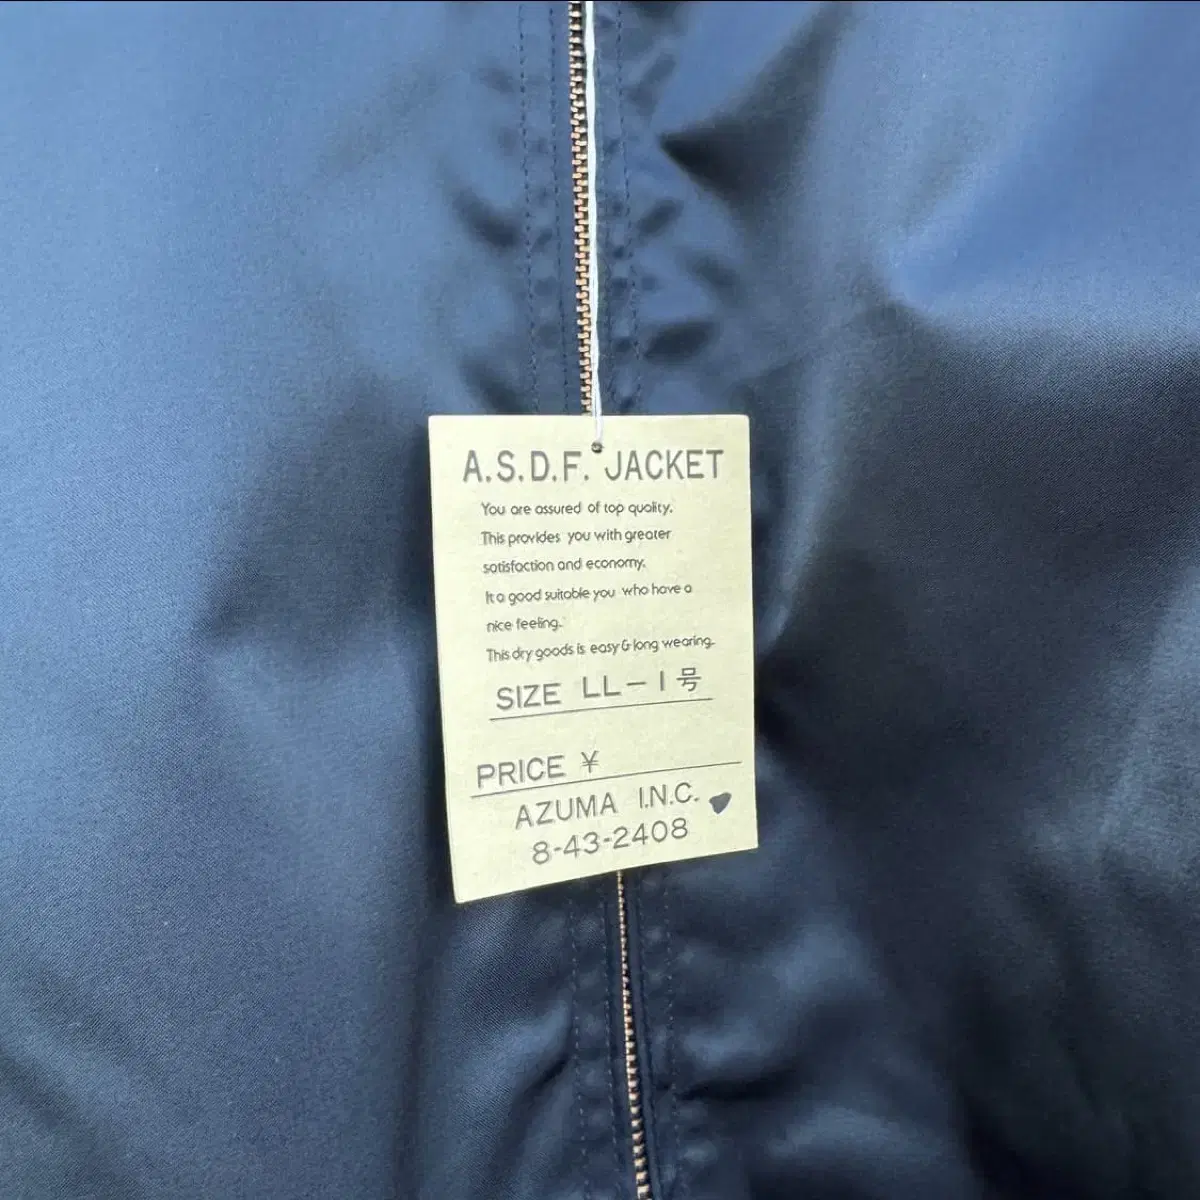 A.S.D.F. JACKET
You are assured of top quality.
This provides you with greater
satisfaction and economy.
It a good suitable you who have a
nice feeling.
This dry goods is easy & long wearing.
SIZE LL-1号
PRICE ¥
AZUMA I.N.C.
8-43-2408